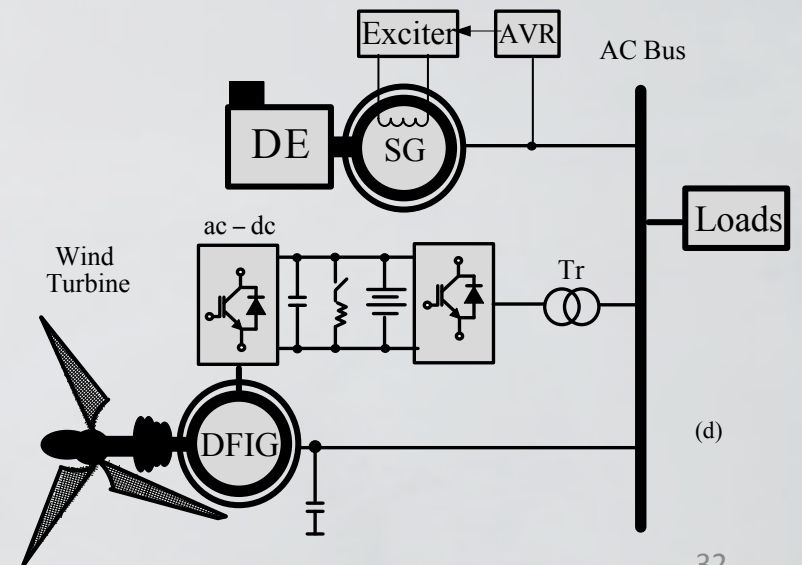 Exciter
AVR
AC Bus
DE
SG
Loads
ac – dc
Wind
Turbine
Tr
DFIG
(d)
32